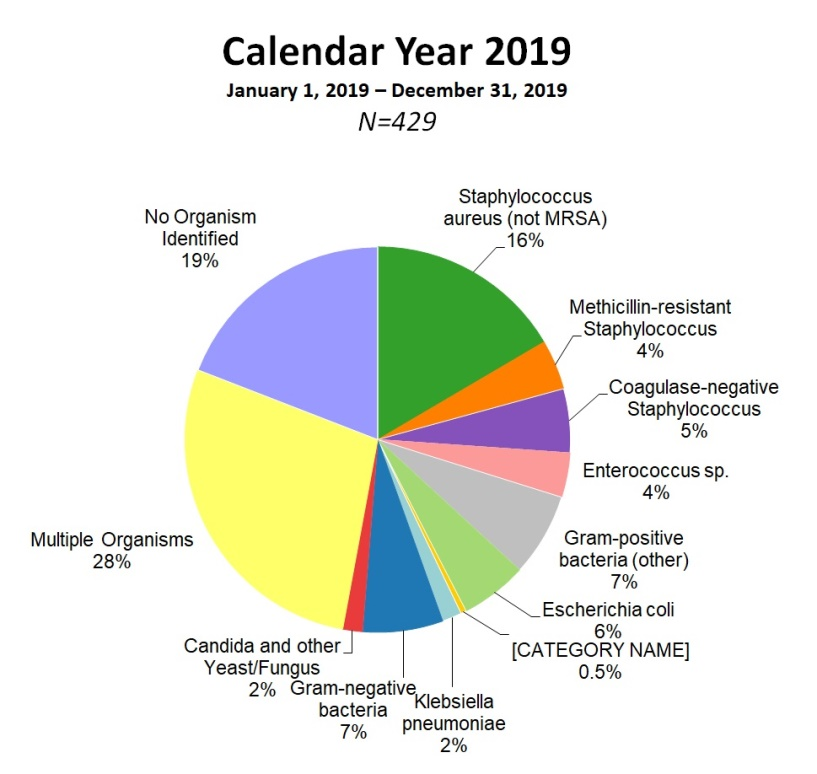 Calendar Year 2019
January 1, 2019 – December 31, 2019
N=429
No Organism
Identified
19%
Staphylococcus
aureus (not MRSA)
16%
Methicillin-resistant
Staphylococcus
4%
Coagulase-negative
Staphylococcus
5%
Enterococcus sp.
4%
Gram-positive
bacteria (other)
7%
Escherichia coli
6%
[CATEGORY NAME]
0.5%
Klebsiella
pneumoniae
2%
Gram-negative
bacteria
7%
Candida and other
Yeast/Fungus
2%
Multiple Organisms
28%